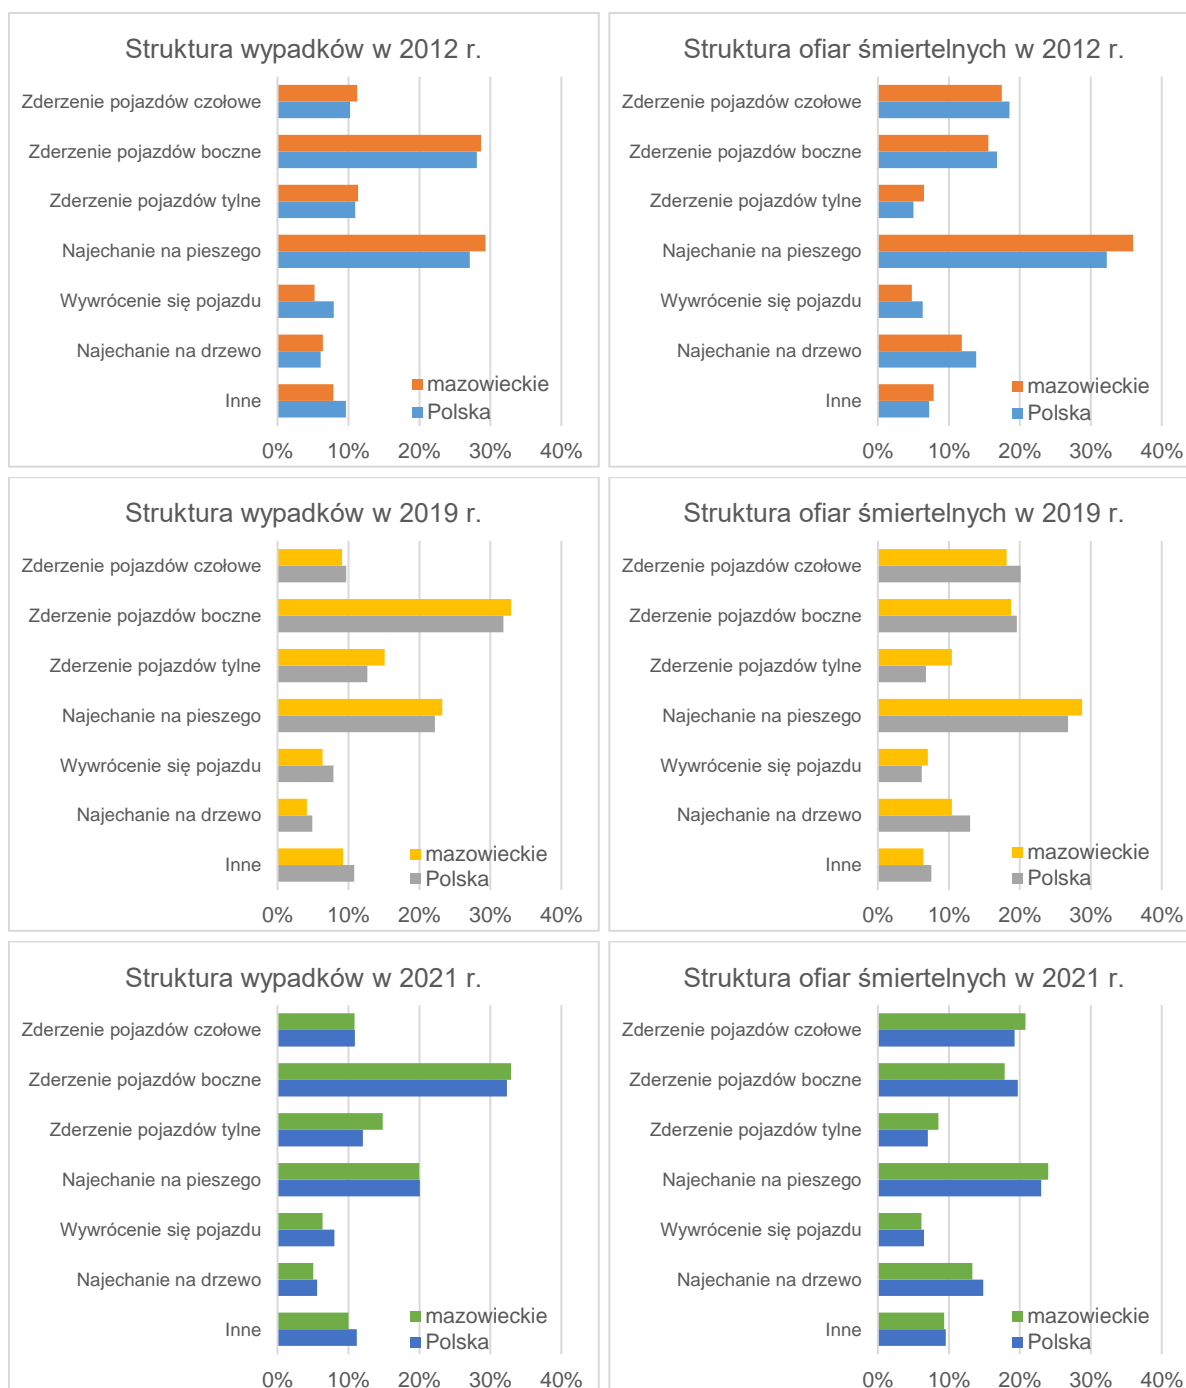 Struktura wypadków w 2012 r.
Zderzenie pojazdów czołowe
Zderzenie pojazdów boczne
Zderzenie pojazdów tylne
Najechanie na pieszego
Wywrócenie się pojazdu
Najechanie na drzewo
Inne
mazowieckie
Polska
0% 10% 20% 30% 40%
Struktura ofiar śmiertelnych w 2012 r.
Zderzenie pojazdów czołowe
Zderzenie pojazdów boczne
Zderzenie pojazdów tylne
Najechanie na pieszego
Wywrócenie się pojazdu
Najechanie na drzewo
Inne
mazowieckie
Polska
0% 10% 20% 30% 40%
Struktura wypadków w 2019 r.
Zderzenie pojazdów czołowe
Zderzenie pojazdów boczne
Zderzenie pojazdów tylne
Najechanie na pieszego
Wywrócenie się pojazdu
Najechanie na drzewo
Inne
mazowieckie
Polska
0% 10% 20% 30% 40%
Struktura ofiar śmiertelnych w 2019 r.
Zderzenie pojazdów czołowe
Zderzenie pojazdów boczne
Zderzenie pojazdów tylne
Najechanie na pieszego
Wywrócenie się pojazdu
Najechanie na drzewo
Inne
mazowieckie
Polska
0% 10% 20% 30% 40%
Struktura wypadków w 2021 r.
Zderzenie pojazdów czołowe
Zderzenie pojazdów boczne
Zderzenie pojazdów tylne
Najechanie na pieszego
Wywrócenie się pojazdu
Najechanie na drzewo
Inne
mazowieckie
Polska
0% 10% 20% 30% 40%
Struktura ofiar śmiertelnych w 2021 r.
Zderzenie pojazdów czołowe
Zderzenie pojazdów boczne
Zderzenie pojazdów tylne
Najechanie na pieszego
Wywrócenie się pojazdu
Najechanie na drzewo
Inne
mazowieckie
Polska
0% 10% 20% 30% 40%